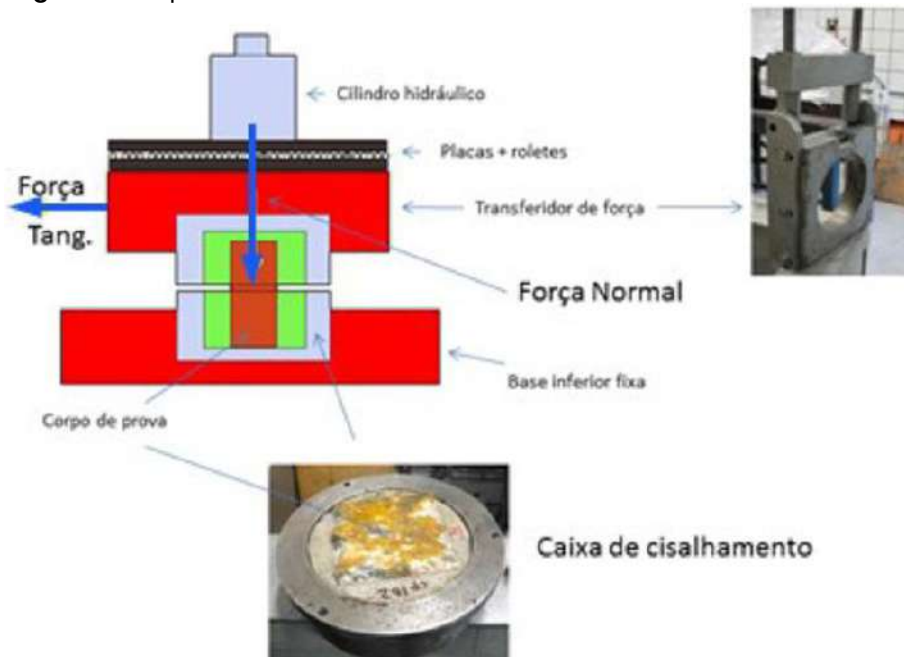 Cilindro hidráulico
Placas + roletes
Força
Tang.
Transferidor de força
Força Normal
Base inferior fixa
Corpo de prova
Caixa de cisalhamento